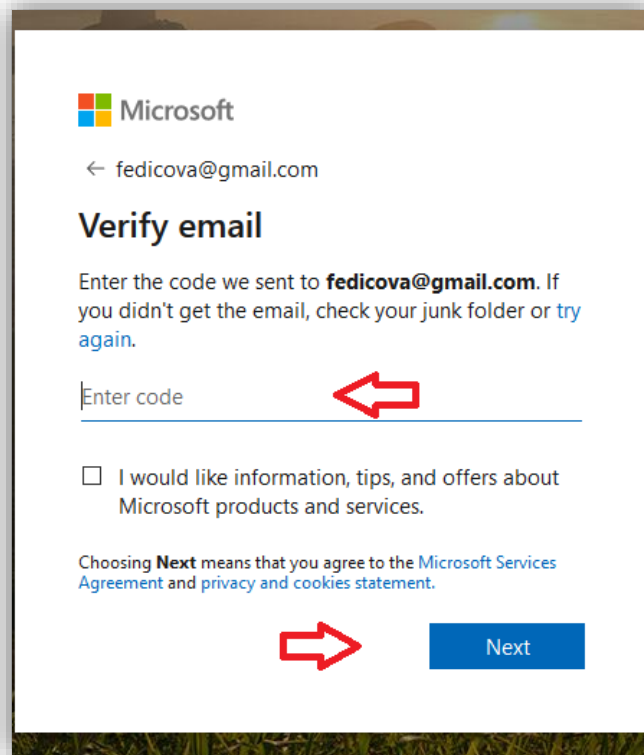 Microsoft
← fedicova@gmail.com
Verify email
Enter the code we sent to fedicova@gmail.com. If
you didn't get the email, check your junk folder or try
again.
Enter code
I would like information, tips, and offers about
Microsoft products and services.
Choosing Next means that you agree to the Microsoft Services
Agreement and privacy and cookies statement.
Next